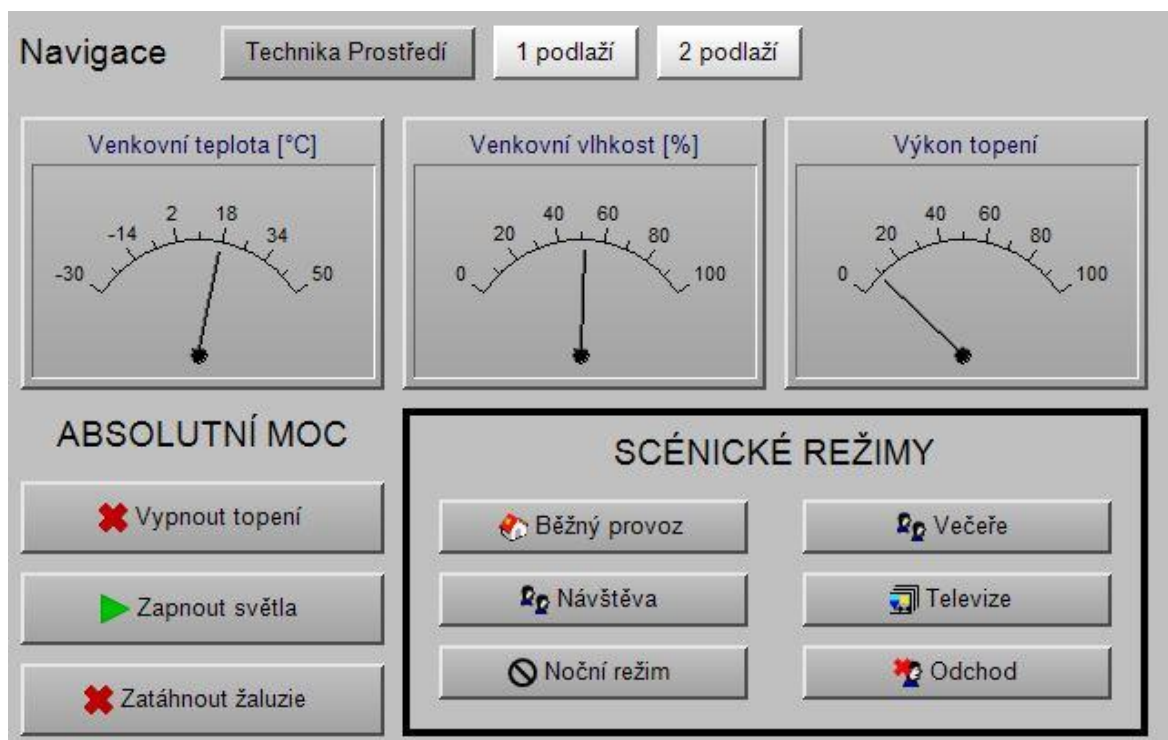 Navigace Technika Prostředí 1 podlaží 2 podlaží
Venkovní teplota [°C] Venkovní vlhkost [%] Výkon topení
-30 -14 2 18 34 50
0 20 40 60 80 100
0 20 40 60 80 100
ABSOLUTNÍ MOC
Vypnout topení
Zapnout světla
Zatáhnout žaluzie
SCÉNICKÉ REŽIMY
Běžný provoz Večeře
Návštěva Televize
Noční režim Odchod